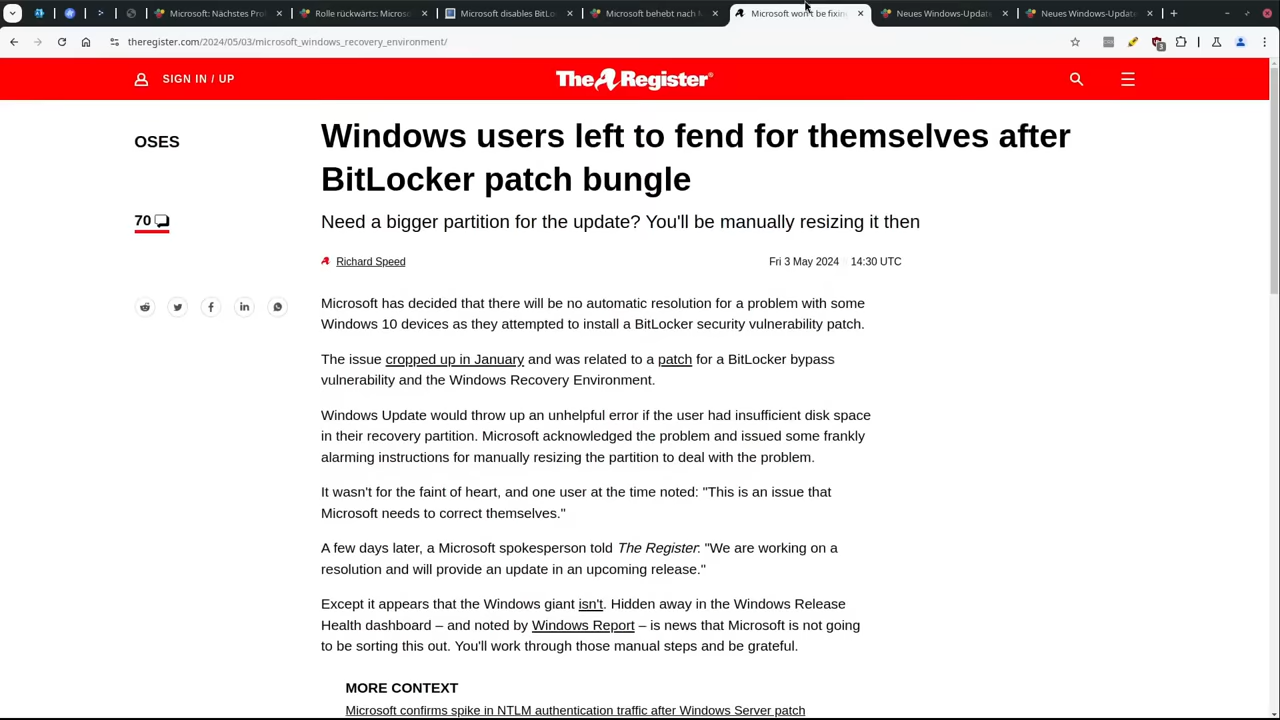 Microsoft: Nächstes Pro
Rolle rückwärts: Microso
Microsoft disables BitLo
Microsoft behebt nach
Microsoft won't be fixin
Neues Windows-Update
Neues Windows-Update
theregister.com/2024/05/03/microsoft_windows_recovery_environment/
3
SIGN IN / UP
The Register®
OSES
Windows users left to fend for themselves after
BitLocker patch bungle
70
Need a bigger partition for the update? You'll be manually resizing it then
Richard Speed
Fri 3 May 2024 14:30 UTC
Microsoft has decided that there will be no automatic resolution for a problem with some
Windows 10 devices as they attempted to install a BitLocker security vulnerability patch.
The issue cropped up in January and was related to a patch for a BitLocker bypass
vulnerability and the Windows Recovery Environment.
Windows Update would throw up an unhelpful error if the user had insufficient disk space
in their recovery partition. Microsoft acknowledged the problem and issued some frankly
alarming instructions for manually resizing the partition to deal with the problem.
It wasn't for the faint of heart, and one user at the time noted: "This is an issue that
Microsoft needs to correct themselves."
A few days later, a Microsoft spokesperson told The Register: "We are working on a
resolution and will provide an update in an upcoming release."
Except it appears that the Windows giant isn't. Hidden away in the Windows Release
Health dashboard – and noted by Windows Report – is news that Microsoft is not going
to be sorting this out. You'll work through those manual steps and be grateful.
MORE CONTEXT
Microsoft confirms spike in NTLM authentication traffic after Windows Server patch